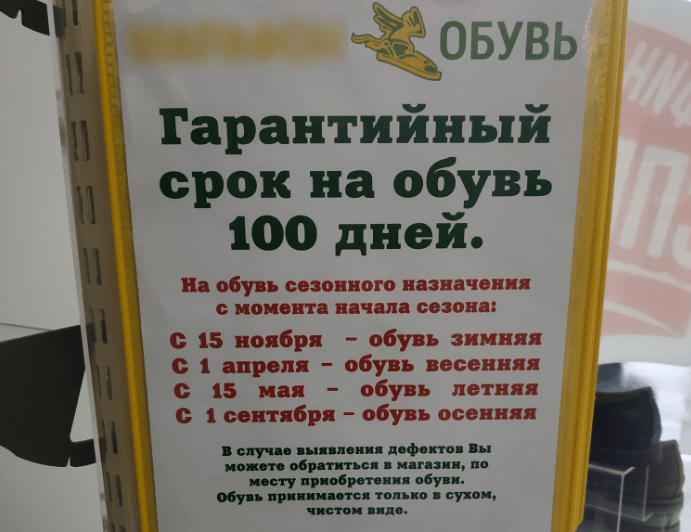 ОБУВЬ
Гарантийный
срок на обувь
100 дней.
На обувь сезонного назначения
с момента начала сезона:
С 15 ноября – обувь зимняя
С 1 апреля – обувь весенняя
С 15 мая – обувь летняя
С 1 сентября – обувь осенняя
В случае выявления дефектов Вы
можете обратиться в магазин, по
месту приобретения обуви.
Обувь принимается только в сухом,
чистом виде.